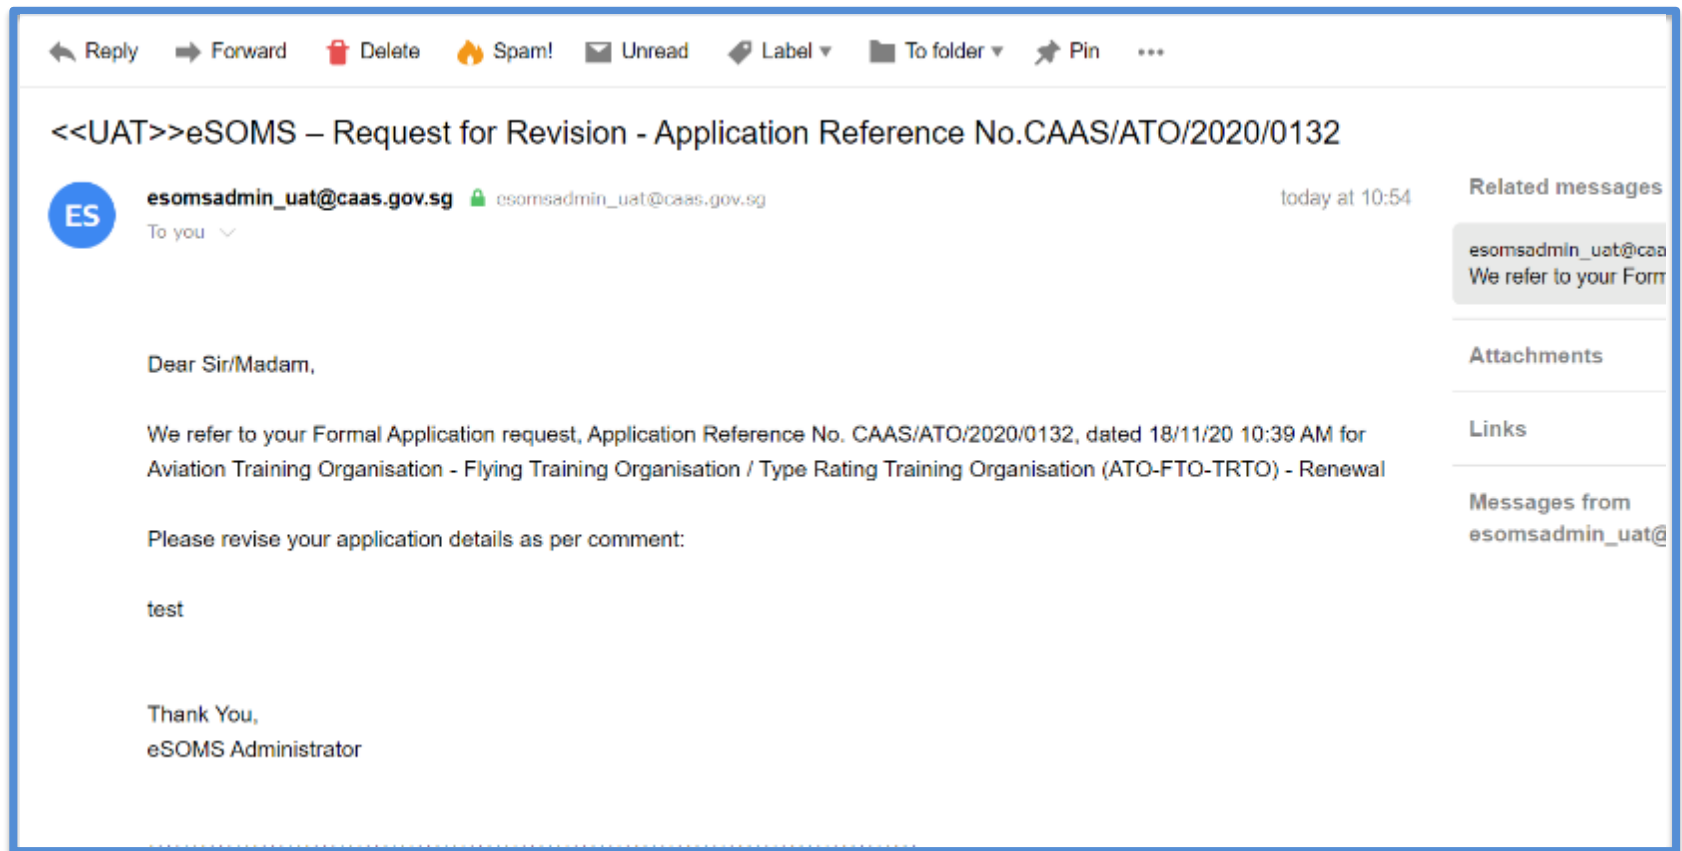 Reply Forward Delete Spam! Unread Label To folder Pin ...
<<UAT>>eSOMS – Request for Revision - Application Reference No.CAAS/ATO/2020/0132
ES
esomsadmin_uat@caas.gov.sg esomsadmin_uat@caas.gov.sg today at 10:54
To you
Dear Sir/Madam,
We refer to your Formal Application request, Application Reference No. CAAS/ATO/2020/0132, dated 18/11/20 10:39 AM for
Aviation Training Organisation - Flying Training Organisation / Type Rating Training Organisation (ATO-FTO-TRTO) - Renewal
Please revise your application details as per comment:
test
Thank You,
eSOMS Administrator
Related messages
esomsadmin_uat@caa
We refer to your Form
Attachments
Links
Messages from
esomsadmin_uat@